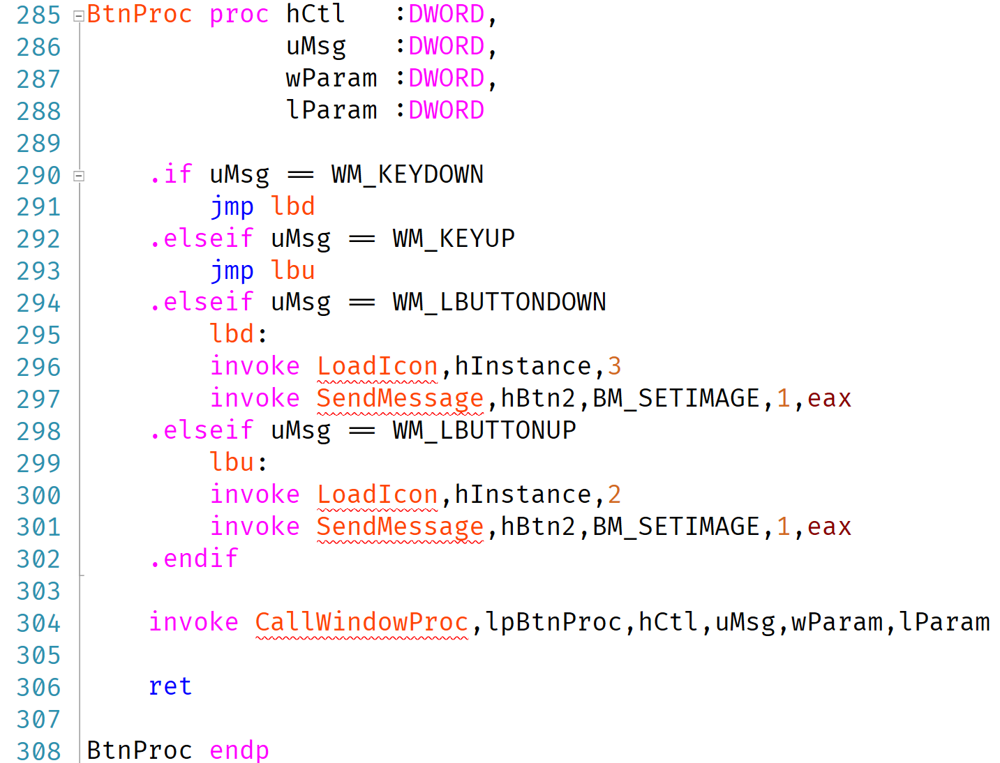 285 BtnProc proc hCtl   :DWORD,
286              uMsg   :DWORD,
287              wParam :DWORD,
288              lParam :DWORD
289
290     .if uMsg == WM_KEYDOWN
291         jmp lbd
292     .elseif uMsg == WM_KEYUP
293         jmp lbu
294     .elseif uMsg == WM_LBUTTONDOWN
295         lbd:
296         invoke LoadIcon,hInstance,3
297         invoke SendMessage,hBtn2,BM_SETIMAGE,1,eax
298     .elseif uMsg == WM_LBUTTONUP
299         lbu:
300         invoke LoadIcon,hInstance,2
301         invoke SendMessage,hBtn2,BM_SETIMAGE,1,eax
302     .endif
303
304     invoke CallWindowProc,lpBtnProc,hCtl,uMsg,wParam,lParam
305
306     ret
307
308 BtnProc endp